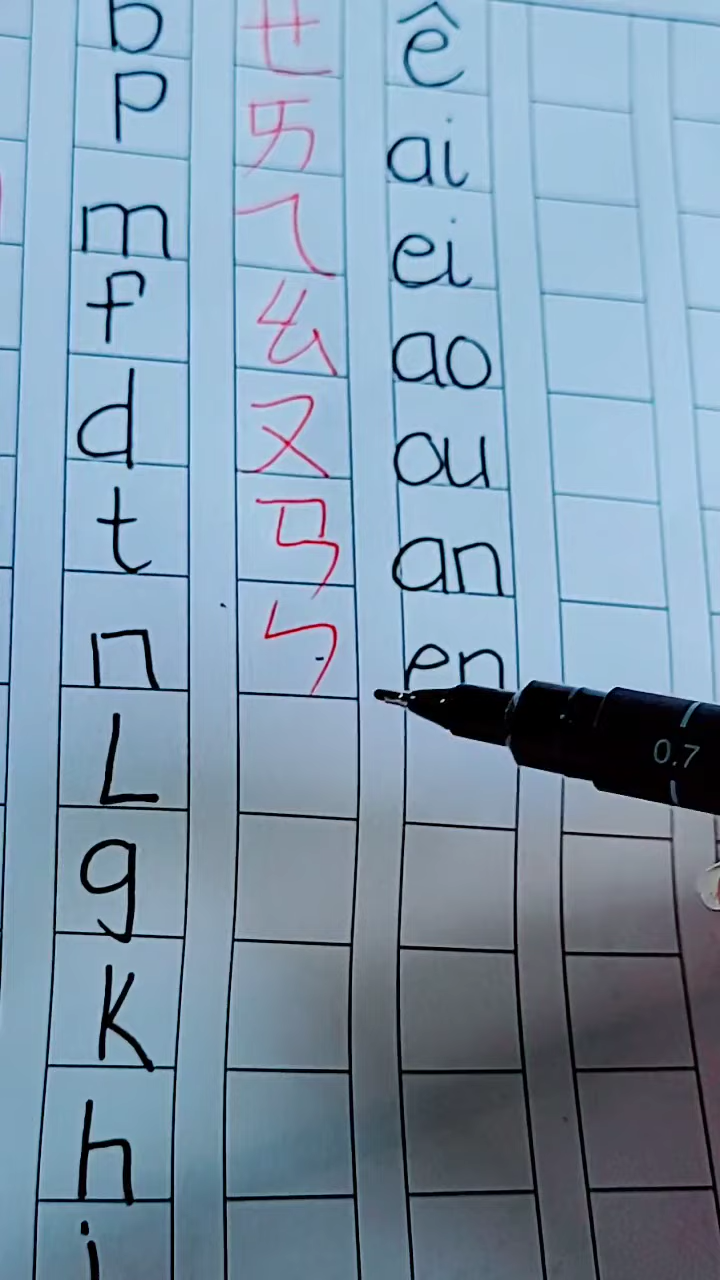 b ㄝ ê
p ㄞ ai
m ㄟ ei
f ㄠ ao
d ㄡ ou
t ㄢ an
n ㄣ en
L
g
k
h
j
0.7